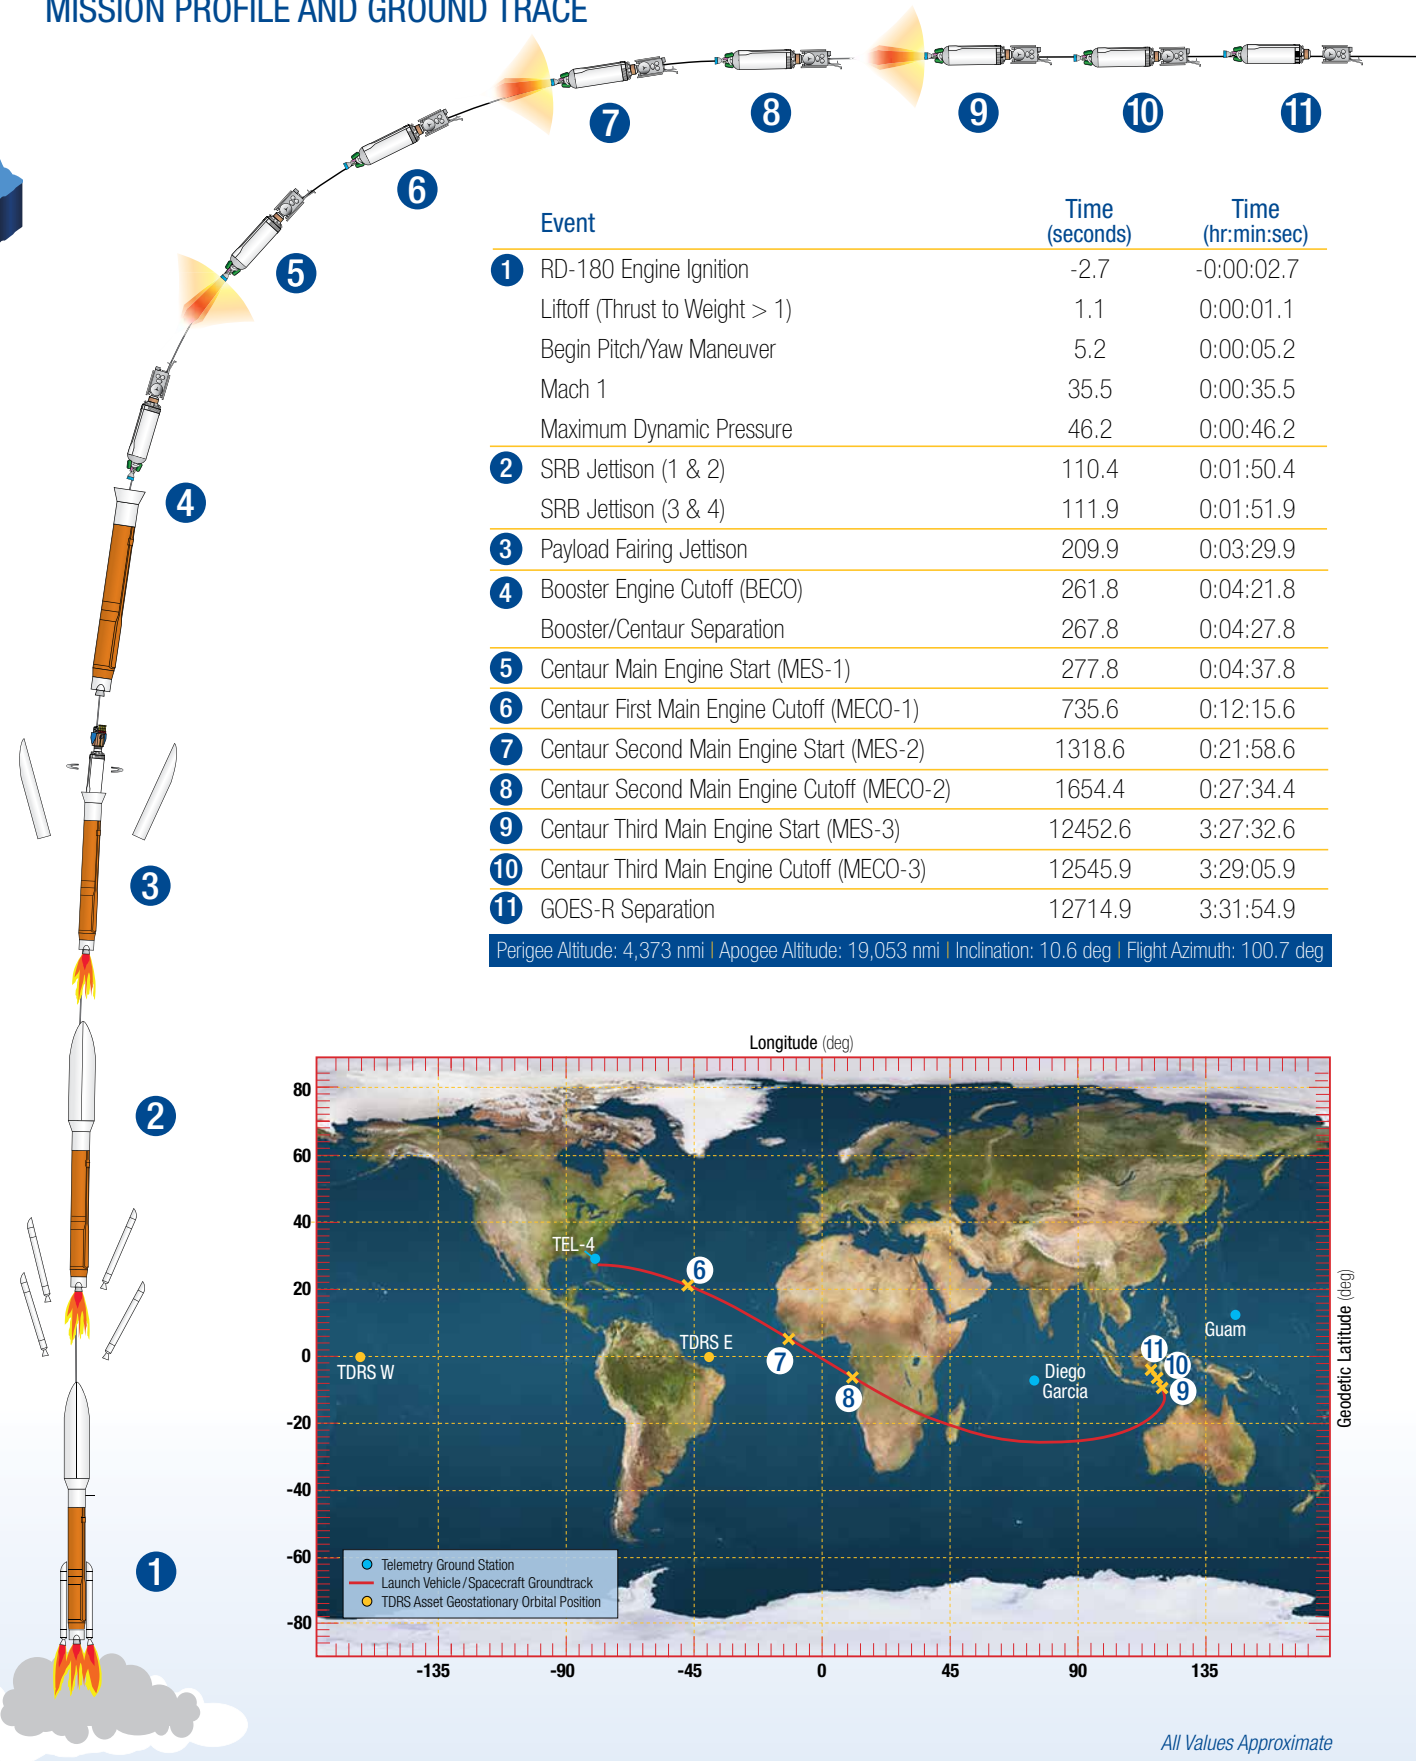 MISSION PROFILE AND GROUND TRACE
7
8
9
10
11
6
5
4
3
2
1
Event Time (seconds) Time (hr:min:sec)
1 RD-180 Engine Ignition -2.7 -0:00:02.7
Liftoff (Thrust to Weight > 1) 1.1 0:00:01.1
Begin Pitch/Yaw Maneuver 5.2 0:00:05.2
Mach 1 35.5 0:00:35.5
Maximum Dynamic Pressure 46.2 0:00:46.2
2 SRB Jettison (1 & 2) 110.4 0:01:50.4
SRB Jettison (3 & 4) 111.9 0:01:51.9
3 Payload Fairing Jettison 209.9 0:03:29.9
4 Booster Engine Cutoff (BECO) 261.8 0:04:21.8
Booster/Centaur Separation 267.8 0:04:27.8
5 Centaur Main Engine Start (MES-1) 277.8 0:04:37.8
6 Centaur First Main Engine Cutoff (MECO-1) 735.6 0:12:15.6
7 Centaur Second Main Engine Start (MES-2) 1318.6 0:21:58.6
8 Centaur Second Main Engine Cutoff (MECO-2) 1654.4 0:27:34.4
9 Centaur Third Main Engine Start (MES-3) 12452.6 3:27:32.6
10 Centaur Third Main Engine Cutoff (MECO-3) 12545.9 3:29:05.9
11 GOES-R Separation 12714.9 3:31:54.9
Perigee Altitude: 4,373 nmi | Apogee Altitude: 19,053 nmi | Inclination: 10.6 deg | Flight Azimuth: 100.7 deg
Longitude (deg)
80
60
40
20
0
-20
-40
-60
-80
TEL-4
6
TDRS E
TDRS W
7
8
Diego
Garcia
Guam
11
10
9
Geodetic Latitude (deg)
Telemetry Ground Station
Launch Vehicle/Spacecraft Groundtrack
TDRS Asset Geostationary Orbital Position
-135 -90 -45 0 45 90 135
All Values Approximate